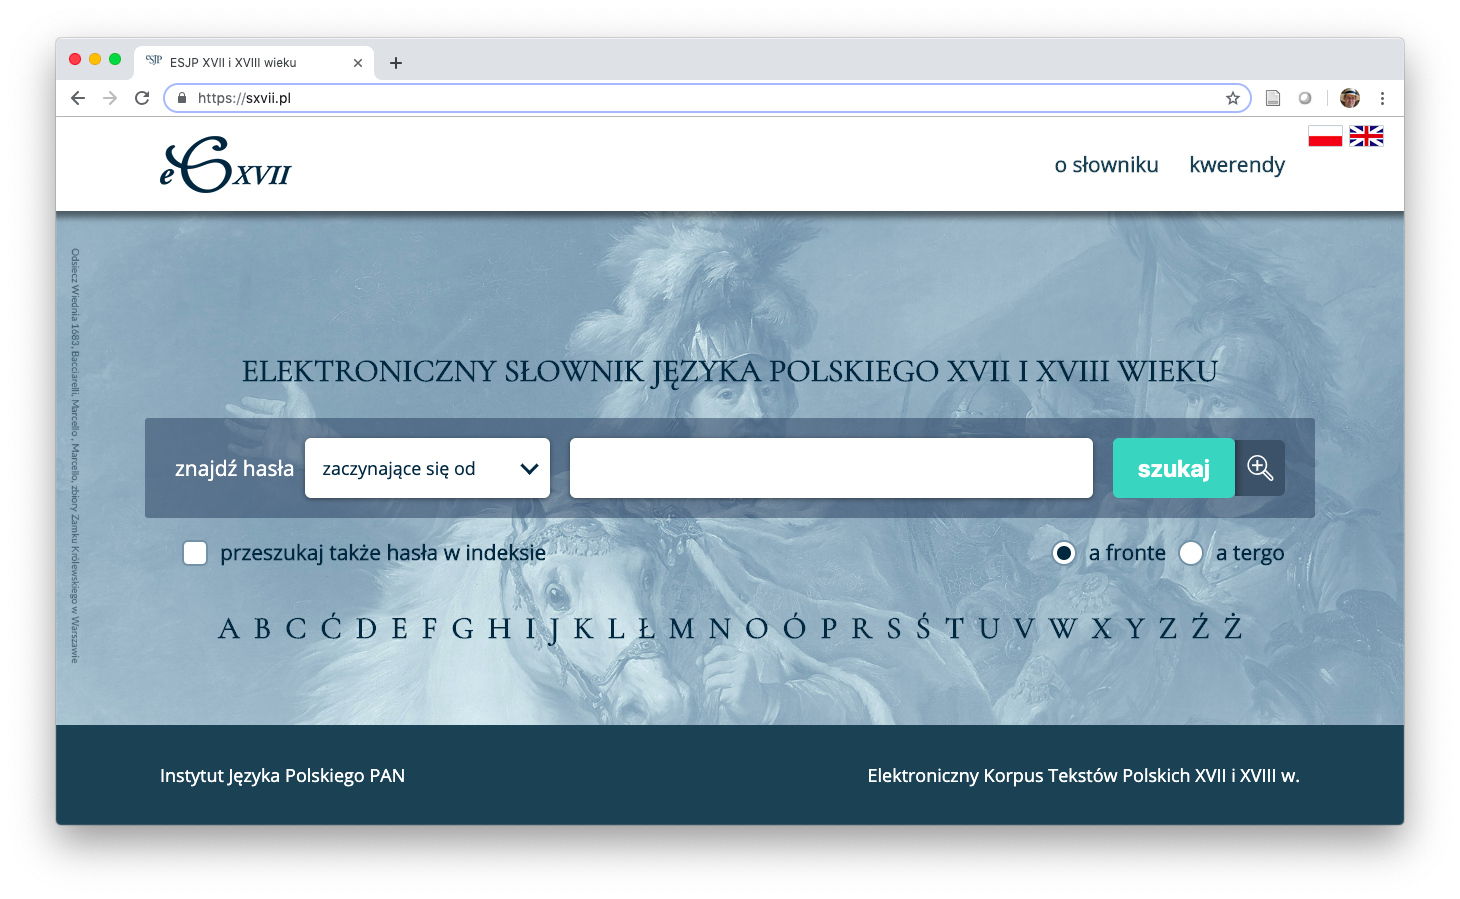 ESJP
ESJP XVII i XVIII wieku
https://sxvii.pl
eSXVII
o słowniku kwerendy
Odsiecz Wiednia 1683, Bacciarelli, Marcello , Marcello, zbiory Zamku Królewskiego w Warszawie
ELEKTRONICZNY SŁOWNIK JĘZYKA POLSKIEGO XVII I XVIII WIEKU
znajdź hasła zaczynające się od szukaj
przeszukaj także hasła w indeksie a fronte a tergo
A B C Ć D E F G H I J K L Ł M N O Ó P R S Ś T U V W X Y Z Ź Ż
Instytut Języka Polskiego PAN Elektroniczny Korpus Tekstów Polskich XVII i XVIII w.